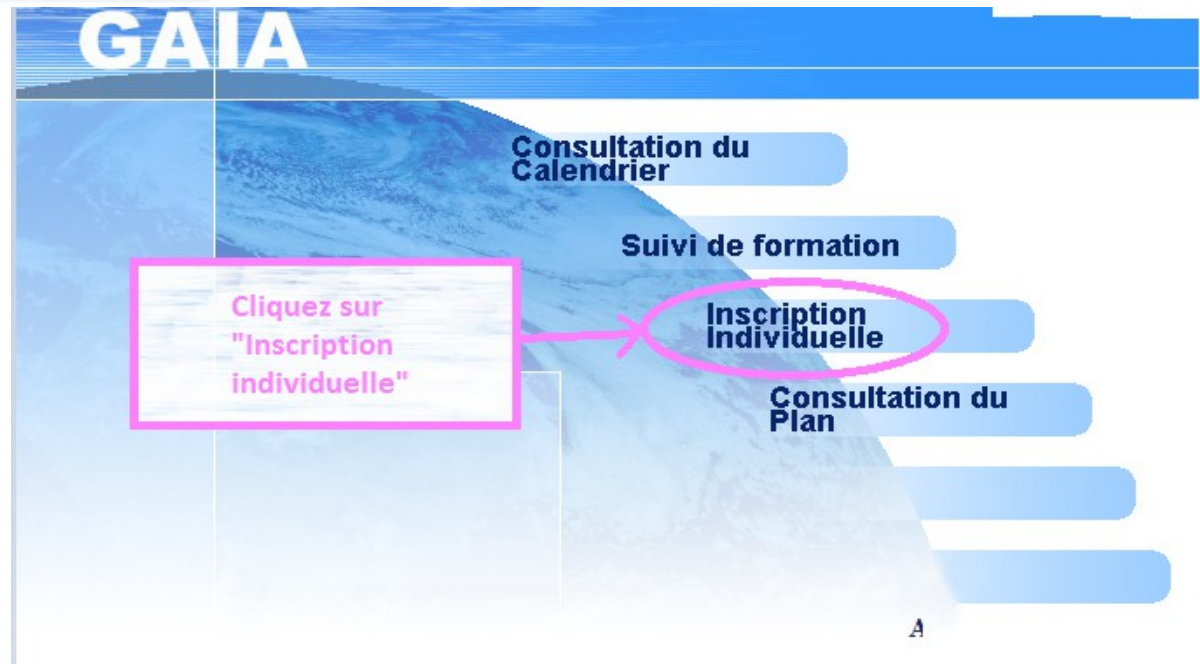 GAIA
Consultation du
Calendrier
Suivi de formation
Cliquez sur
"Inscription
individuelle"
Inscription
Individuelle
Consultation du
Plan
A